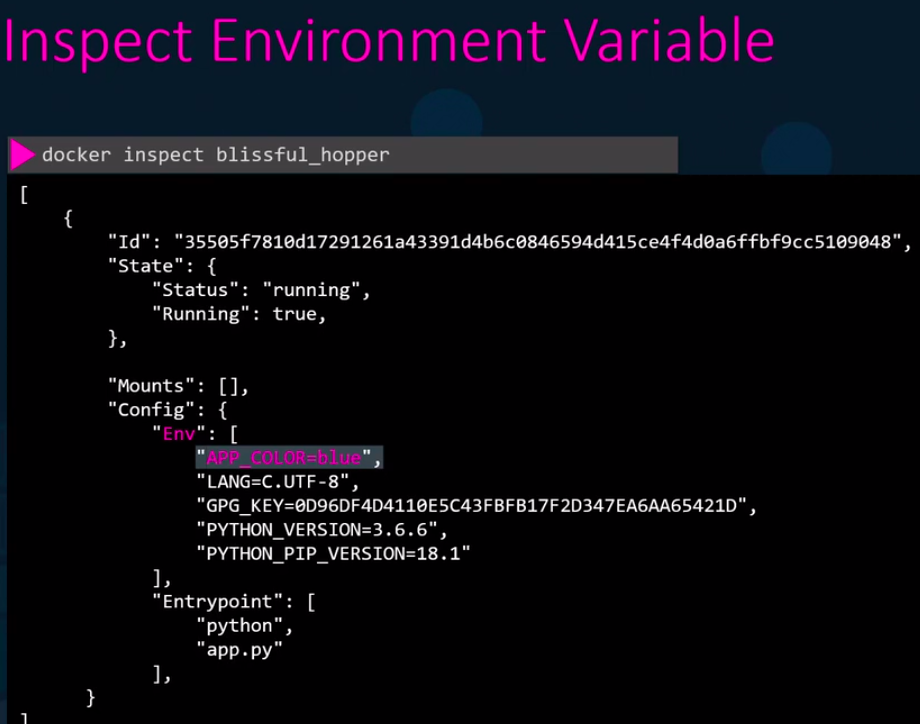 Inspect Environment Variable
docker inspect blissful_hopper
[
    {
        "Id": "35505f7810d17291261a43391d4b6c0846594d415ce4f4d0a6ffbf9cc5109048",
        "State": {
            "Status": "running",
            "Running": true,
        },
        "Mounts": [],
        "Config": {
            "Env": [
                "APP_COLOR=blue",
                "LANG=C.UTF-8",
                "GPG_KEY=0D96DF4D4110E5C43FBFB17F2D347EA6AA65421D",
                "PYTHON_VERSION=3.6.6",
                "PYTHON_PIP_VERSION=18.1"
            ],
            "Entrypoint": [
                "python",
                "app.py"
            ],
      }
]